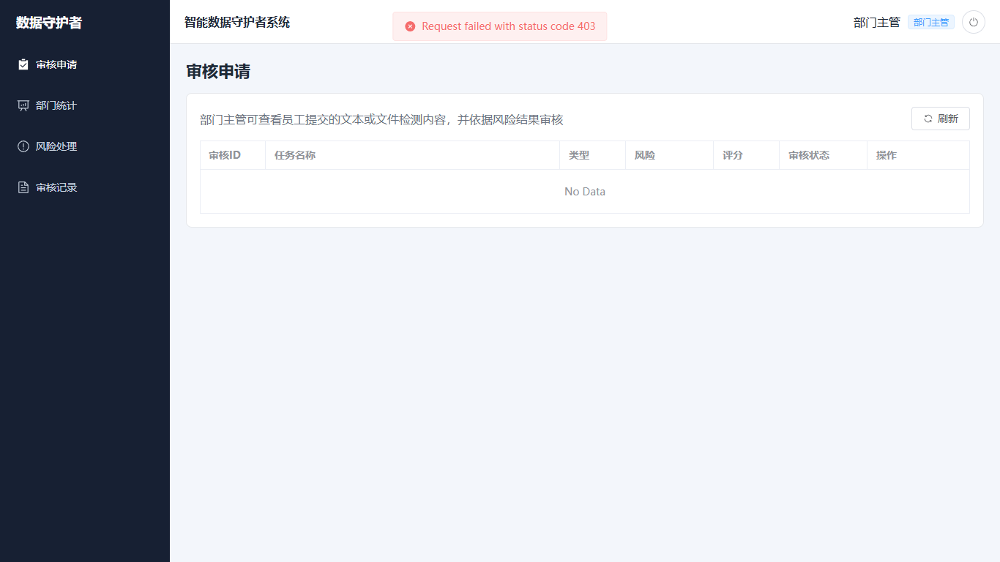 数据守护者
智能数据守护者系统
Request failed with status code 403
部门主管
部门主管
审核申请
部门统计
风险处理
审核记录
审核申请
部门主管可查看员工提交的文本或文件检测内容，并依据风险结果审核
刷新
审核ID 任务名称 类型 风险 评分 审核状态 操作
No Data